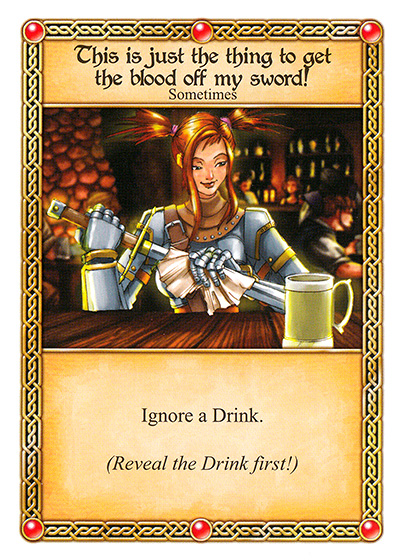 This is just the thing to get
the blood off my sword!
Sometimes
Ignore a Drink.
(Reveal the Drink first!)